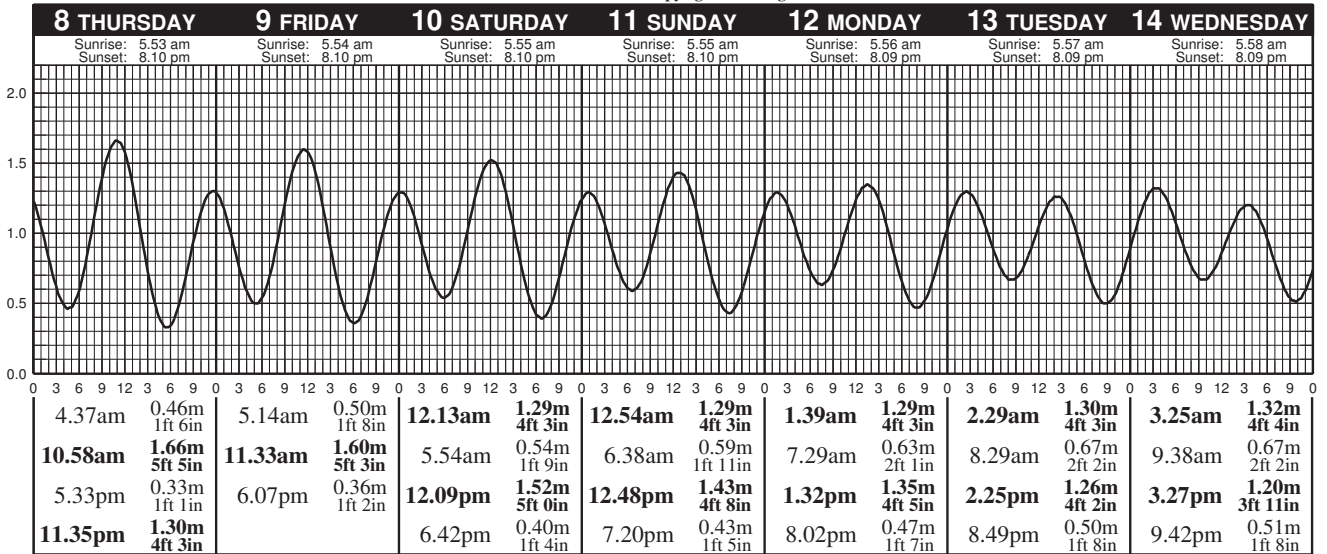 8 THURSDAY 9 FRIDAY 10 SATURDAY 11 SUNDAY 12 MONDAY 13 TUESDAY 14 WEDNESDAY
Sunrise: 5.53 am Sunrise: 5.54 am Sunrise: 5.55 am Sunrise: 5.55 am Sunrise: 5.56 am Sunrise: 5.57 am Sunrise: 5.58 am
Sunset: 8.10 pm Sunset: 8.10 pm Sunset: 8.10 pm Sunset: 8.10 pm Sunset: 8.09 pm Sunset: 8.09 pm Sunset: 8.09 pm
2.0
1.5
1.0
0.5
0.0
0 3 6 9 12 3 6 9 0 3 6 9 12 3 6 9 0 3 6 9 12 3 6 9 0 3 6 9 12 3 6 9 0 3 6 9 12 3 6 9 0 3 6 9 12 3 6 9 0 3 6 9 12 3 6 9 0
4.37am 0.46m 5.14am 0.50m 12.13am 1.29m 12.54am 1.29m 1.39am 1.29m 2.29am 1.30m 3.25am 1.32m
1ft 6in 1ft 8in 4ft 3in 4ft 3in 4ft 3in 4ft 3in 4ft 4in
10.58am 1.66m 11.33am 1.60m 5.54am 0.54m 6.38am 0.59m 7.29am 0.63m 8.29am 0.67m 9.38am 0.67m
5ft 5in 5ft 3in 1ft 9in 1ft 11in 2ft 1in 2ft 2in 2ft 2in
5.33pm 0.33m 6.07pm 0.36m 12.09pm 1.52m 12.48pm 1.43m 1.32pm 1.35m 2.25pm 1.26m 3.27pm 1.20m
1ft 1in 1ft 2in 5ft 0in 4ft 8in 4ft 5in 4ft 2in 3ft 11in
11.35pm 1.30m 6.42pm 0.40m 7.20pm 0.43m 8.02pm 0.47m 8.49pm 0.50m 9.42pm 0.51m
4ft 3in 1ft 4in 1ft 5in 1ft 7in 1ft 8in 1ft 8in